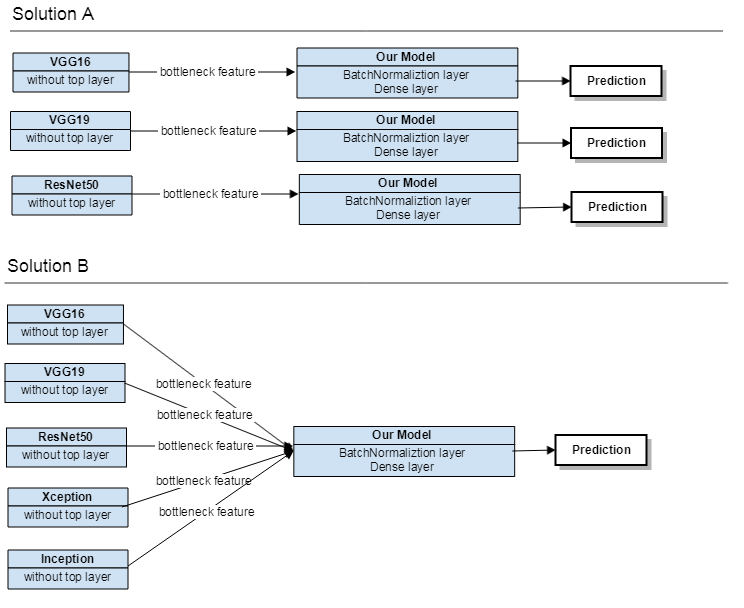 Solution A
VGG16
without top layer
bottleneck feature
Our Model
BatchNormaliztion layer
Dense layer
Prediction
VGG19
without top layer
bottleneck feature
Our Model
BatchNormaliztion layer
Dense layer
Prediction
ResNet50
without top layer
bottleneck feature
Our Model
BatchNormaliztion layer
Dense layer
Prediction
Solution B
VGG16
without top layer
bottleneck feature
VGG19
without top layer
bottleneck feature
ResNet50
without top layer
bottleneck feature
Xception
without top layer
bottleneck feature
Inception
without top layer
bottleneck feature
Our Model
BatchNormaliztion layer
Dense layer
Prediction